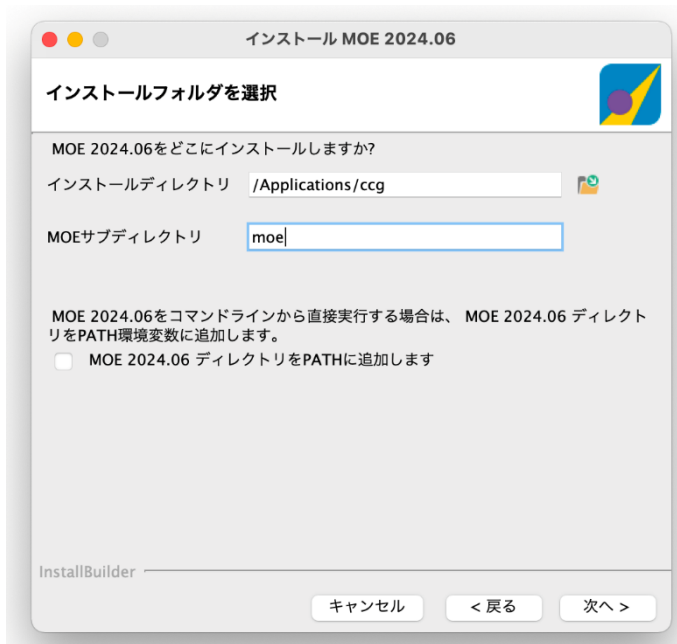 インストール MOE 2024.06
インストールフォルダを選択
MOE 2024.06をどこにインストールしますか?
インストールディレクトリ /Applications/ccg
MOEサブディレクトリ moe
MOE 2024.06をコマンドラインから直接実行する場合は、 MOE 2024.06 ディレクト
リをPATH環境変数に追加します。
MOE 2024.06 ディレクトリをPATHに追加します
InstallBuilder
キャンセル < 戻る 次へ >